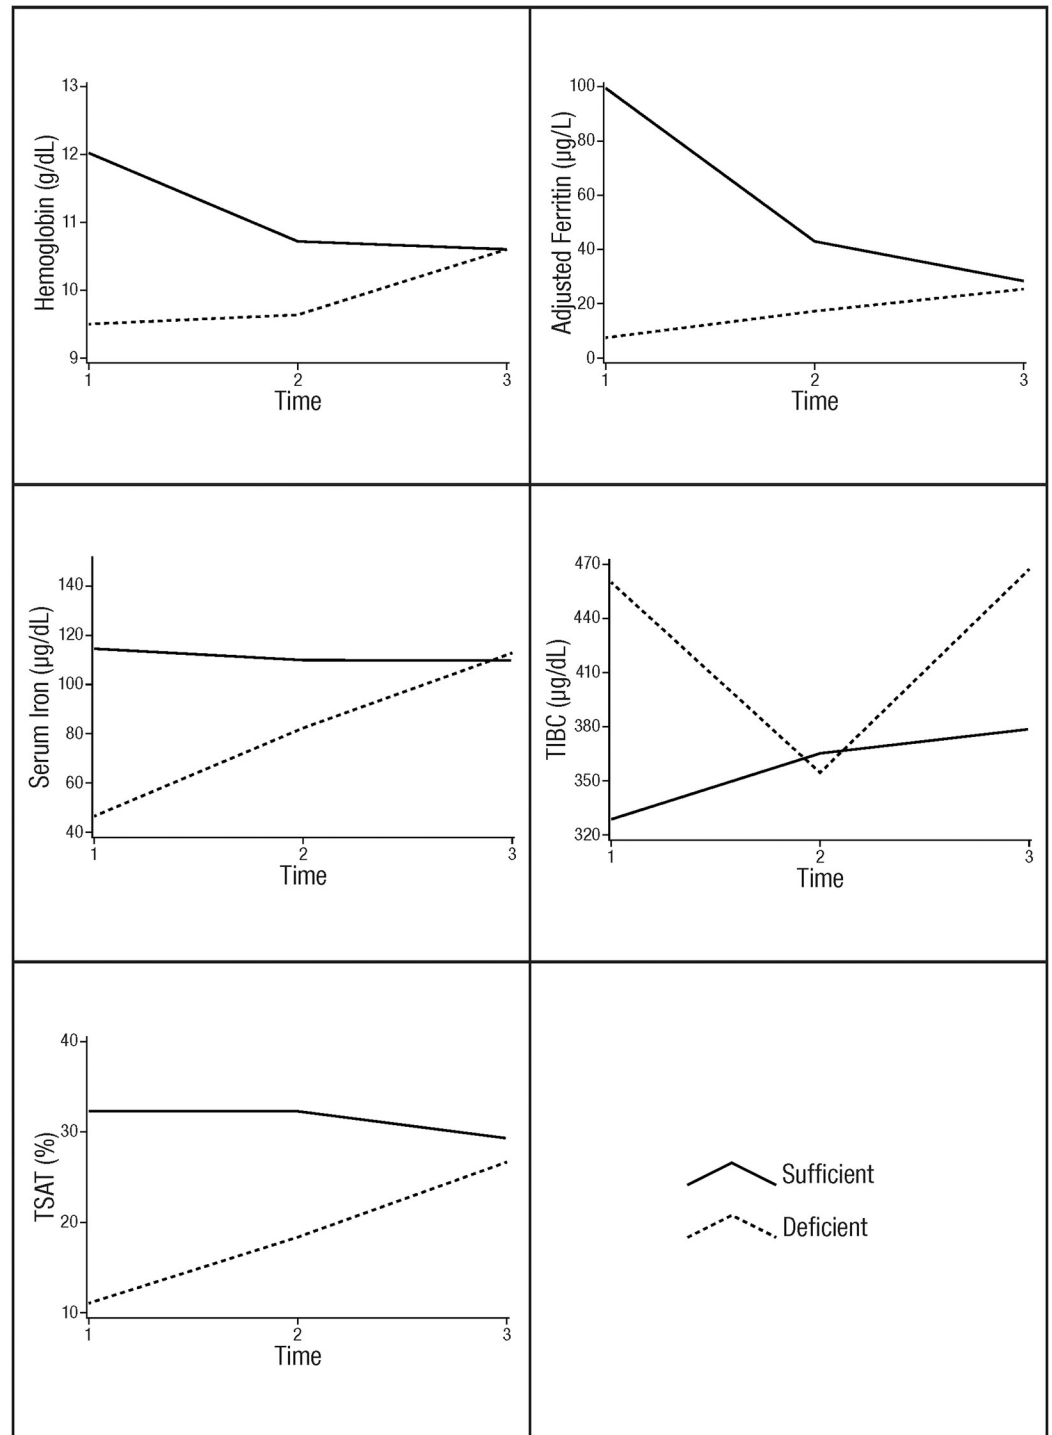 Hemoglobin (g/dL)
13
12
11
10
9
1 2 3
Time
Adjusted Ferritin (µg/L)
100
80
60
40
20
0
1 2 3
Time
Serum Iron (µg/dL)
140
120
100
80
60
40
1 2 3
Time
TIBC (µg/dL)
470
440
410
380
350
320
1 2 3
Time
TSAT (%)
40
30
20
10
1 2 3
Time
Sufficient
Deficient